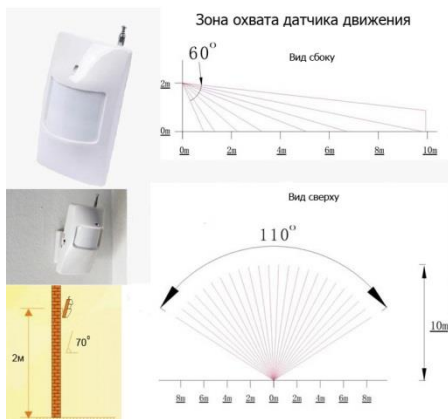 Зона охвата датчика движения
Вид сбоку
60°
2m
0m
0m 2m 4m 6m 8m 10m
Вид сверху
110°
10m
8m 6m 4m 2m 0m 2m 4m 6m 8m
70°
2м